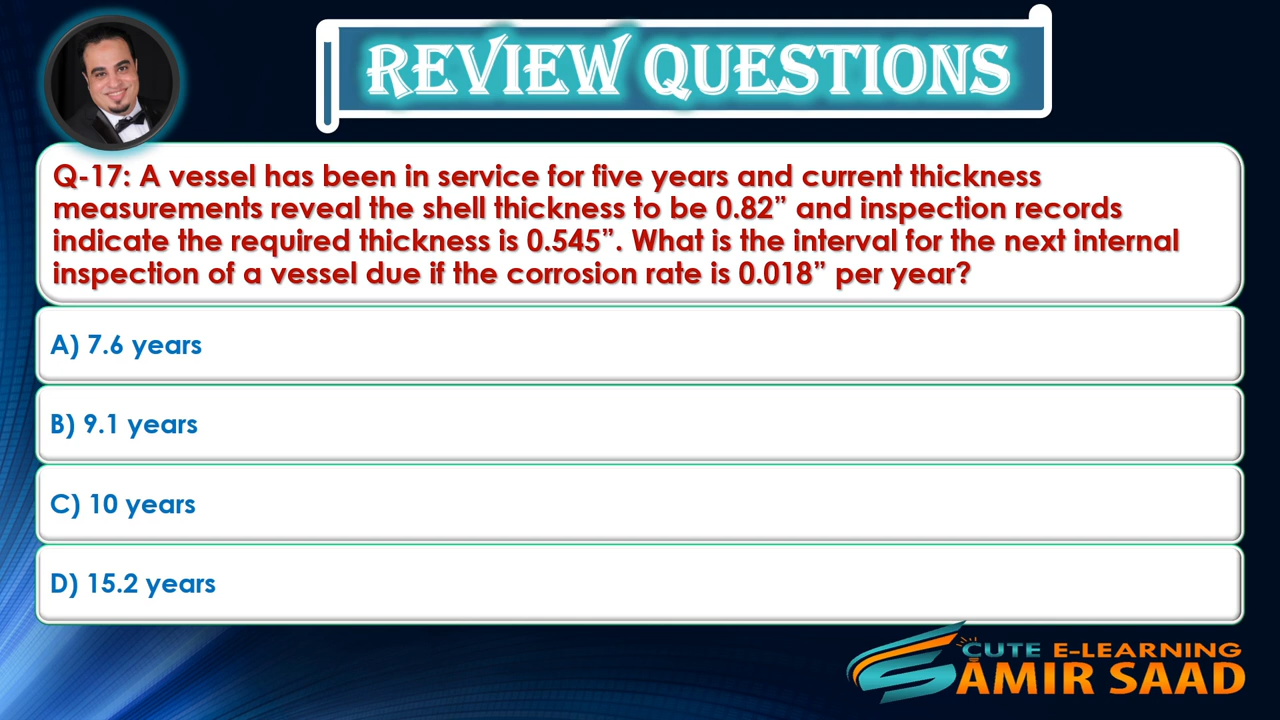 REVIEW QUESTIONS
Q-17: A vessel has been in service for five years and current thickness
measurements reveal the shell thickness to be 0.82” and inspection records
indicate the required thickness is 0.545”. What is the interval for the next internal
inspection of a vessel due if the corrosion rate is 0.018” per year?
A) 7.6 years
B) 9.1 years
C) 10 years
D) 15.2 years
CUTE E-LEARNING
AMIR SAAD